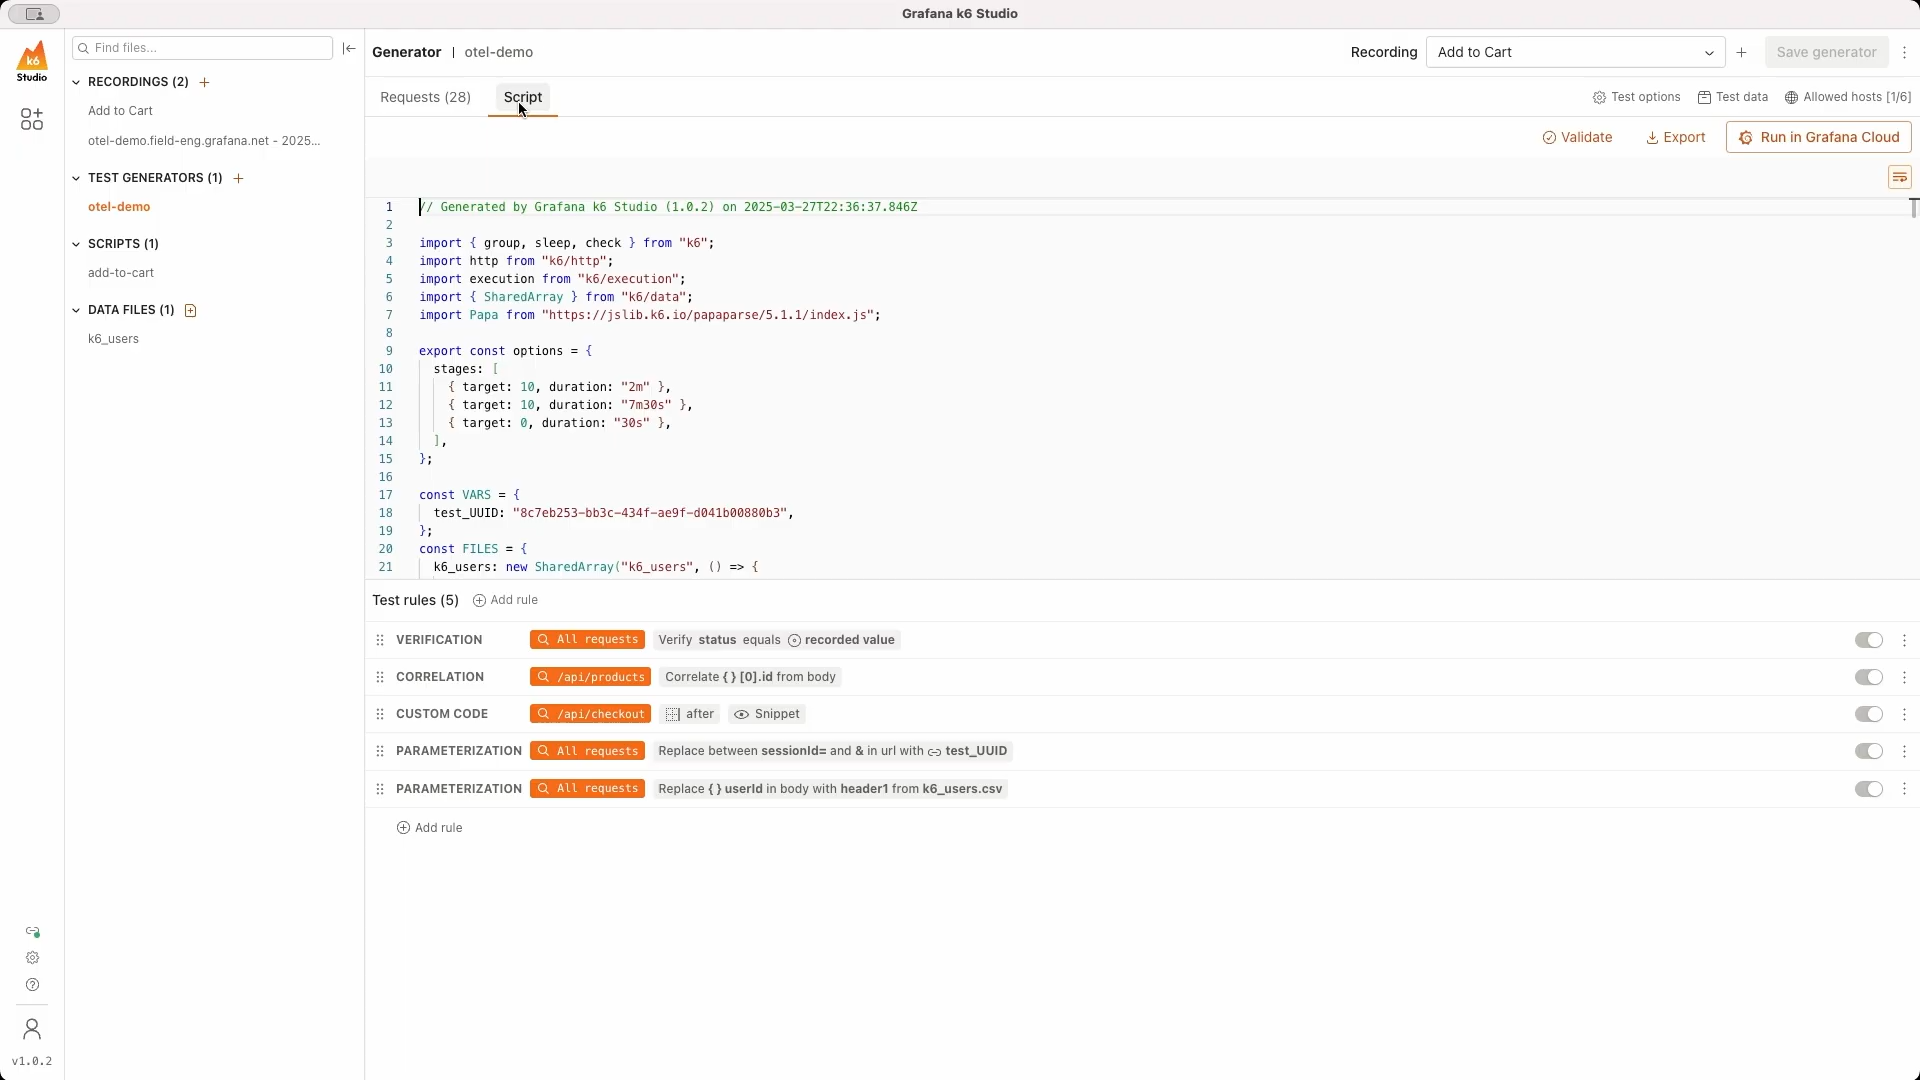 Grafana k6 Studio
k6
Studio
Find files...
RECORDINGS (2)
Add to Cart
otel-demo.field-eng.grafana.net - 2025...
TEST GENERATORS (1)
otel-demo
SCRIPTS (1)
add-to-cart
DATA FILES (1)
k6_users
v1.0.2
Generator | otel-demo
Recording Add to Cart Save generator
Requests (28) Script Test options Test data Allowed hosts [1/6]
Validate Export Run in Grafana Cloud
1 // Generated by Grafana k6 Studio (1.0.2) on 2025-03-27T22:36:37.846Z
2
3 import { group, sleep, check } from "k6";
4 import http from "k6/http";
5 import execution from "k6/execution";
6 import { SharedArray } from "k6/data";
7 import Papa from "https://jslib.k6.io/papaparse/5.1.1/index.js";
8
9 export const options = {
10 stages: [
11 { target: 10, duration: "2m" },
12 { target: 10, duration: "7m30s" },
13 { target: 0, duration: "30s" },
14 ],
15 };
16
17 const VARS = {
18 test_UUID: "8c7eb253-bb3c-434f-ae9f-d041b00880b3",
19 };
20 const FILES = {
21 k6_users: new SharedArray("k6_users", () => {
Test rules (5) Add rule
VERIFICATION All requests Verify status equals recorded value
CORRELATION /api/products Correlate { } [0].id from body
CUSTOM CODE /api/checkout after Snippet
PARAMETERIZATION All requests Replace between sessionId= and & in url with test_UUID
PARAMETERIZATION All requests Replace { } userId in body with header1 from k6_users.csv
Add rule